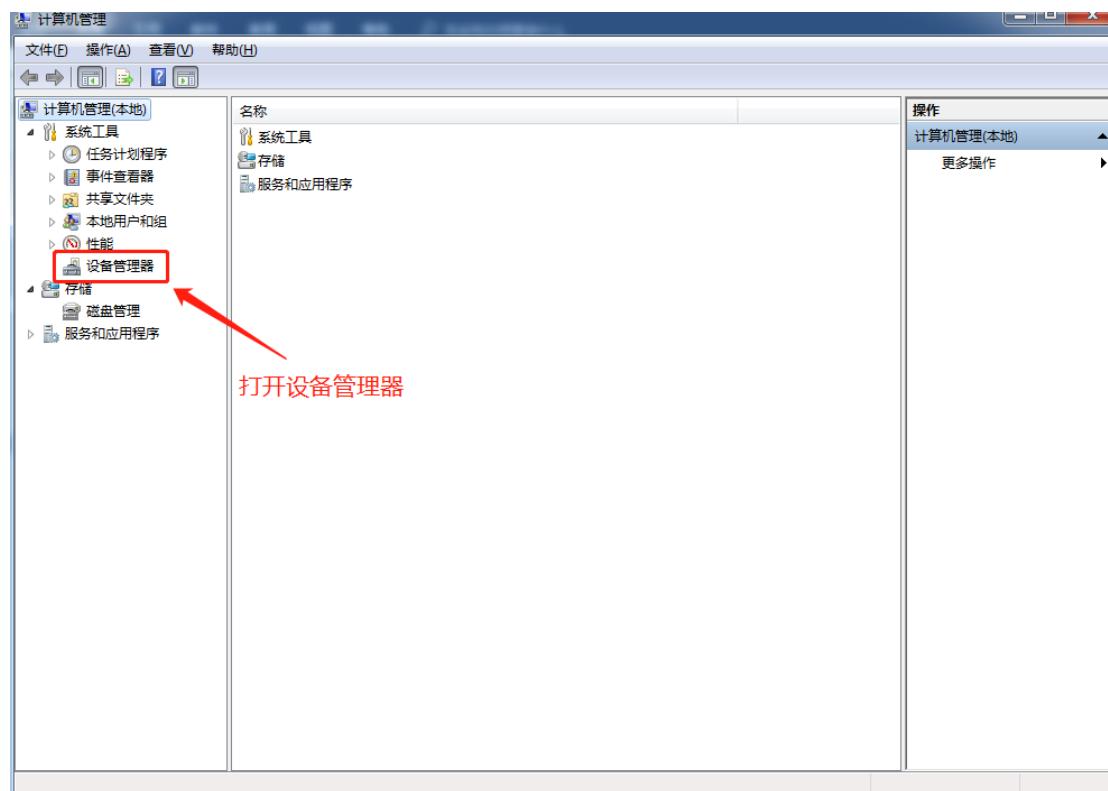 计算机管理
文件(F) 操作(A) 查看(V) 帮助(H)
计算机管理(本地)
系统工具
任务计划程序
事件查看器
共享文件夹
本地用户和组
性能
设备管理器
存储
磁盘管理
服务和应用程序
名称
系统工具
存储
服务和应用程序
打开设备管理器
操作
计算机管理(本地)
更多操作